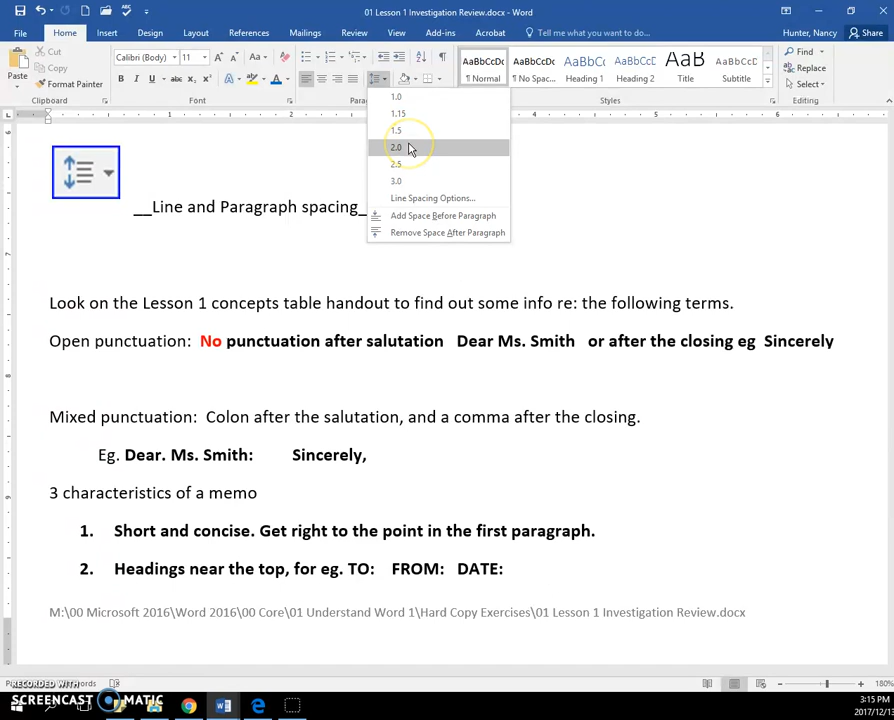 01 Lesson 1 Investigation Review.docx - Word
File Home Insert Design Layout References Mailings Review View Add-ins Acrobat Tell me what you want to do... Hunter, Nancy Share
Cut
Copy
Format Painter
Paste
Calibri (Body) 11
B I U abc x₂ x²
Clipboard Font Styles Editing
AaBbCcDc AaBbCcDc AaBbC AaBbCc AaB AaBbCc
¶ Normal ¶ No Spac... Heading 1 Heading 2 Title Subtitle
Find
Replace
Select
1.0
1.15
1.5
2.0
2.5
3.0
Line Spacing Options...
Add Space Before Paragraph
Remove Space After Paragraph
__Line and Paragraph spacing_
Look on the Lesson 1 concepts table handout to find out some info re: the following terms.
Open punctuation: No punctuation after salutation Dear Ms. Smith or after the closing eg Sincerely
Mixed punctuation: Colon after the salutation, and a comma after the closing.
Eg. Dear. Ms. Smith: Sincerely,
3 characteristics of a memo
1. Short and concise. Get right to the point in the first paragraph.
2. Headings near the top, for eg. TO: FROM: DATE:
M:\00 Microsoft 2016\Word 2016\00 Core\01 Understand Word 1\Hard Copy Exercises\01 Lesson 1 Investigation Review.docx
RECORDED WITH
SCREENCAST MATIC
180%
3:15 PM
2017/12/13